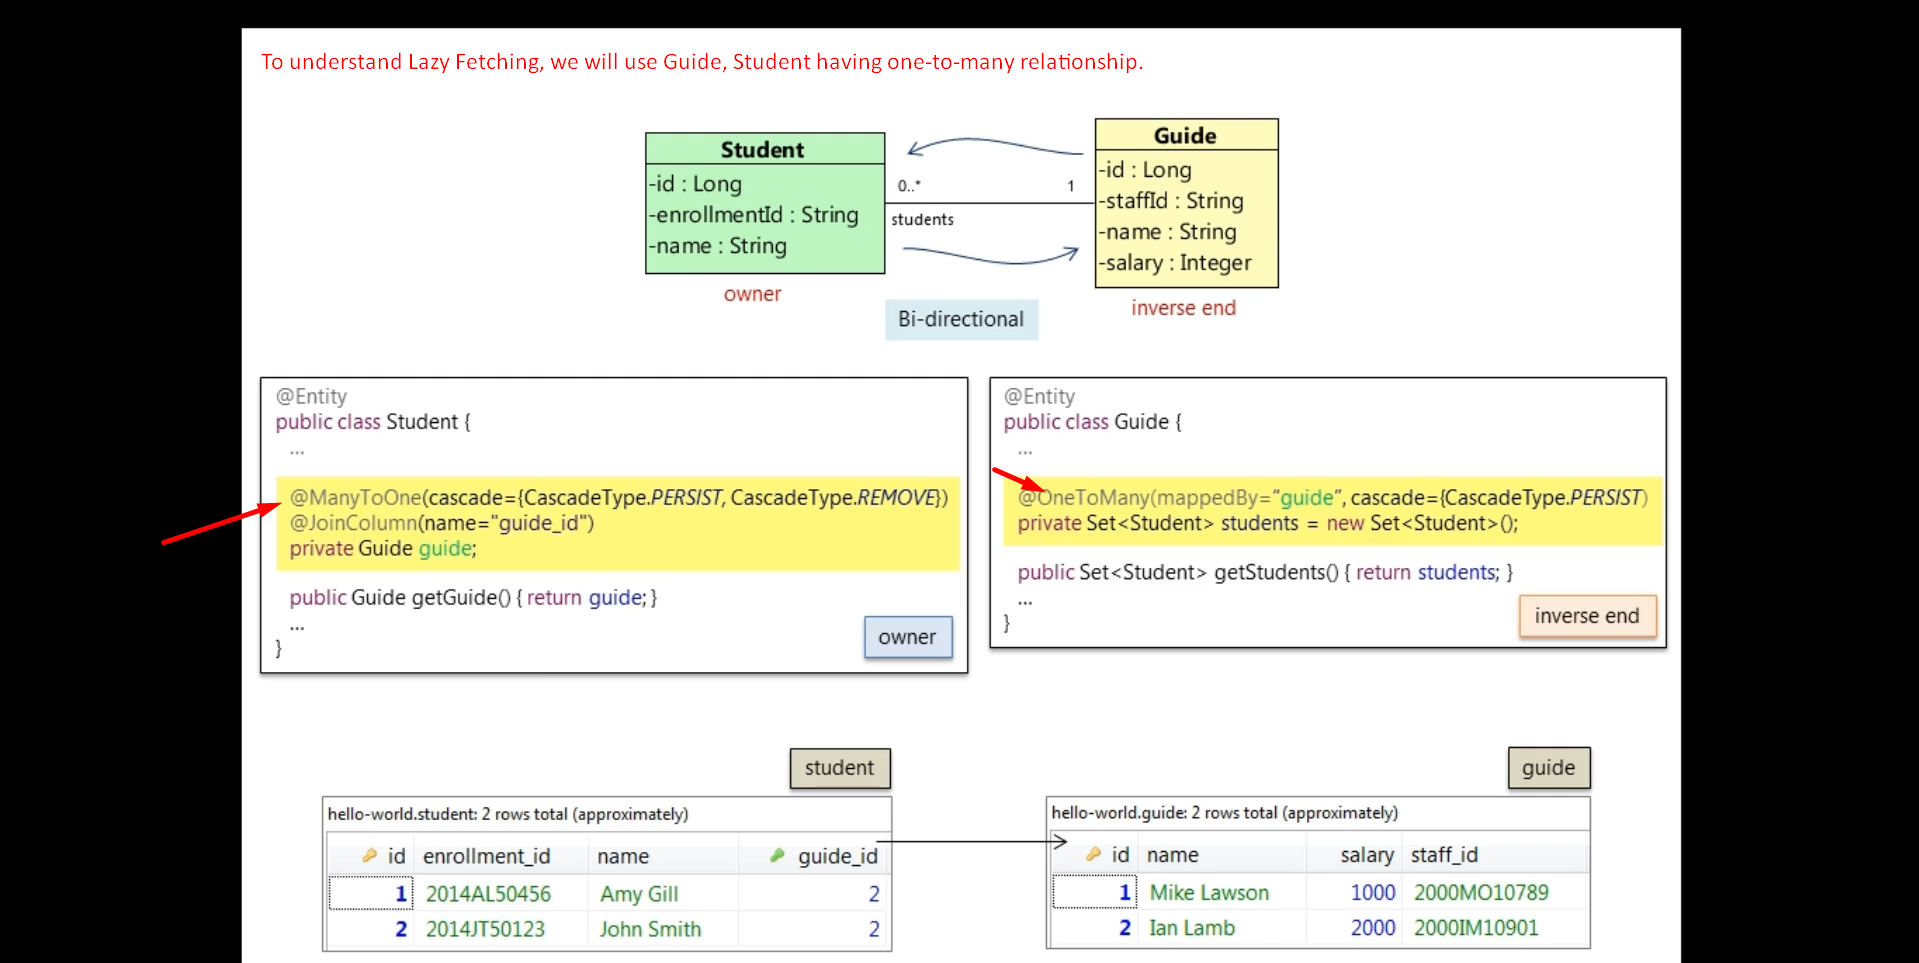 To understand Lazy Fetching, we will use Guide, Student having one-to-many relationship.
Student
-id : Long
-enrollmentId : String
-name : String
owner
0..*
1
students
Bi-directional
Guide
-id : Long
-staffId : String
-name : String
-salary : Integer
inverse end
@Entity
public class Student {
...
@ManyToOne(cascade={CascadeType.PERSIST, CascadeType.REMOVE})
@JoinColumn(name="guide_id")
private Guide guide;
public Guide getGuide() { return guide; }
...
}
owner
@Entity
public class Guide {
...
@OneToMany(mappedBy="guide", cascade={CascadeType.PERSIST)
private Set<Student> students = new Set<Student>();
public Set<Student> getStudents() { return students; }
...
}
inverse end
student
hello-world.student: 2 rows total (approximately)
id enrollment_id name guide_id
1 2014AL50456 Amy Gill 2
2 2014JT50123 John Smith 2
guide
hello-world.guide: 2 rows total (approximately)
id name salary staff_id
1 Mike Lawson 1000 2000MO10789
2 Ian Lamb 2000 2000IM10901